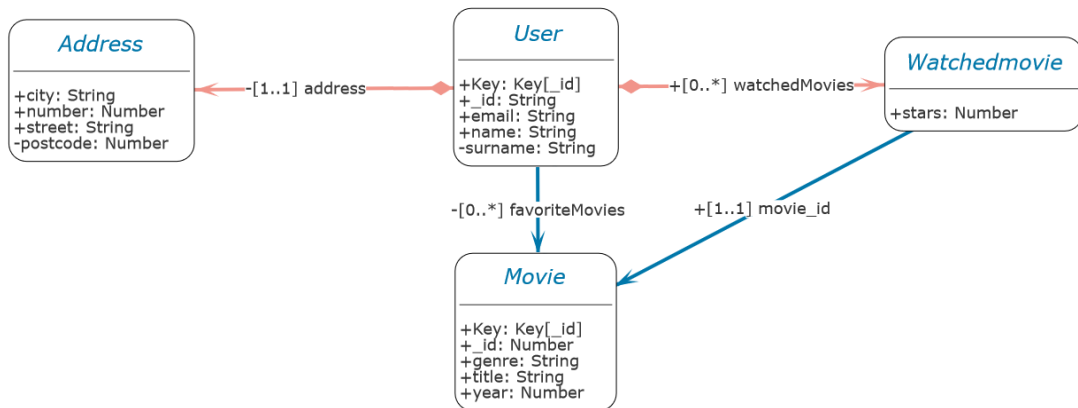 Address
+city: String
+number: Number
+street: String
-postcode: Number
-[1..1] address
User
+Key: Key[_id]
+_id: String
+email: String
+name: String
-surname: String
+[0..*] watchedMovies
Watchedmovie
+stars: Number
-[0..*] favoriteMovies
+[1..1] movie_id
Movie
+Key: Key[_id]
+_id: Number
+genre: String
+title: String
+year: Number